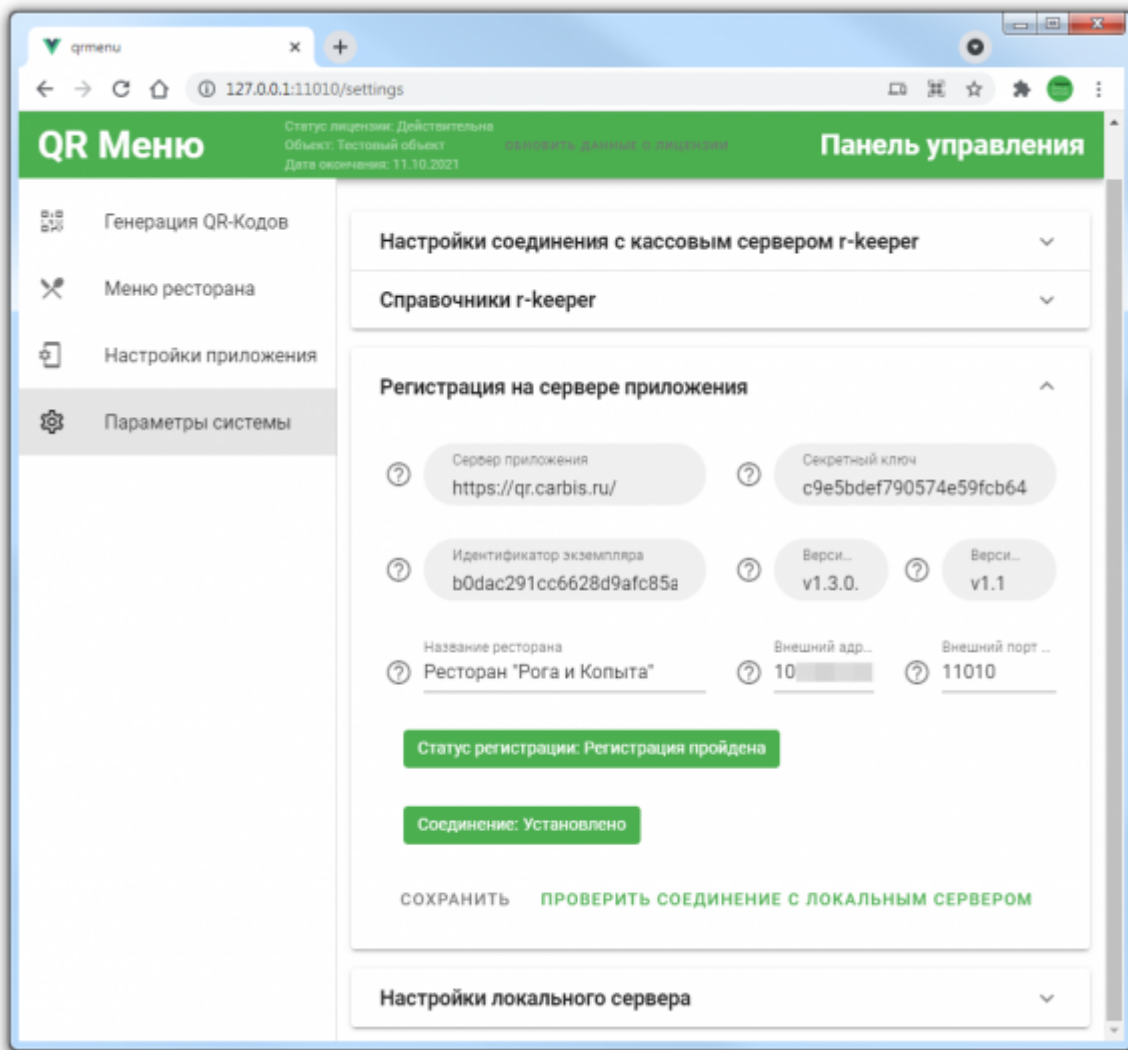 qrmenu
127.0.0.1:11010/settings
QR Меню
Статус лицензии: Действительна
Объект: Тестовый объект
Дата окончания: 11.10.2021
ОБНОВИТЬ ДАННЫЕ О ЛИЦЕНЗИИ
Панель управления
Генерация QR-Кодов
Меню ресторана
Настройки приложения
Параметры системы
Настройки соединения с кассовым сервером r-keeper
Справочники r-keeper
Регистрация на сервере приложения
Сервер приложения
https://qr.carbis.ru/
Секретный ключ
c9e5bdef790574e59fcb64
Идентификатор экземпляра
b0dac291cc6628d9afc85a
Верси...
v1.3.0.
Верси...
v1.1
Название ресторана
Ресторан "Рога и Копыта"
Внешний адр...
10
Внешний порт ...
11010
Статус регистрации: Регистрация пройдена
Соединение: Установлено
СОХРАНИТЬ
ПРОВЕРИТЬ СОЕДИНЕНИЕ С ЛОКАЛЬНЫМ СЕРВЕРОМ
Настройки локального сервера